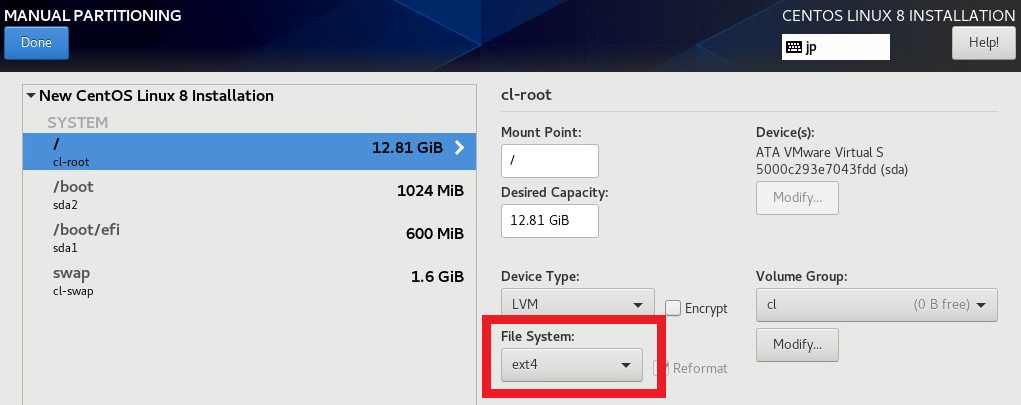 MANUAL PARTITIONING
CENTOS LINUX 8 INSTALLATION
Done
jp
Help!
New CentOS Linux 8 Installation
SYSTEM
/
cl-root
12.81 GiB
/boot
sda2
1024 MiB
/boot/efi
sda1
600 MiB
swap
cl-swap
1.6 GiB
cl-root
Mount Point:
/
Desired Capacity:
12.81 GiB
Device(s):
ATA VMware Virtual S
5000c293e7043fdd (sda)
Modify...
Device Type:
LVM
Encrypt
Volume Group:
cl (0 B free)
File System:
ext4
Reformat
Modify...